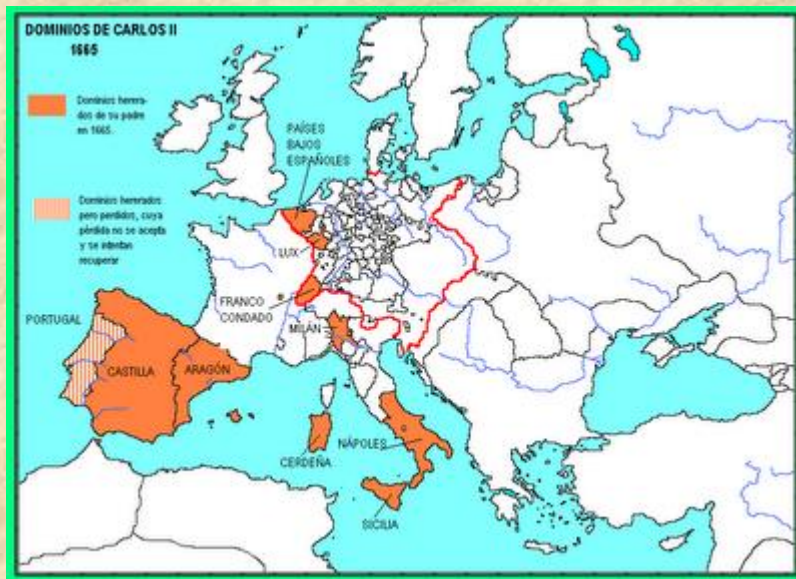 DOMINIOS DE CARLOS II
1665
Dominios hereda-
dos de su padre
en 1665.
Dominios heredados
pero perdidos, cuya
pérdida no se acepta
y se intentan
recuperar
PAÍSES
BAJOS
ESPAÑOLES
LUX
FRANCO
CONDADO
MILÁN
PORTUGAL
CASTILLA
ARAGÓN
NÁPOLES
CERDEÑA
SICILIA